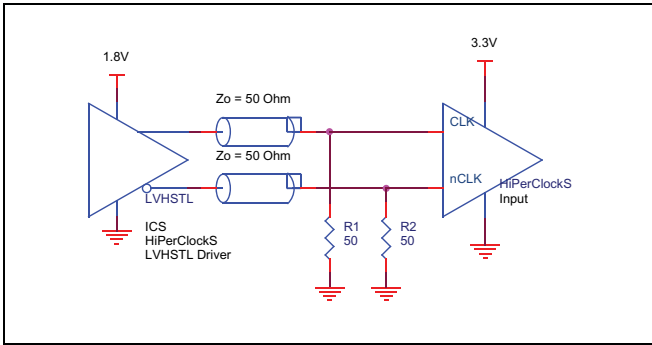 1.8V
3.3V
Zo = 50 Ohm
CLK
Zo = 50 Ohm
nCLK
LVHSTL
HiPerClockS
Input
ICS
HiPerClockS
LVHSTL Driver
R1
50
R2
50